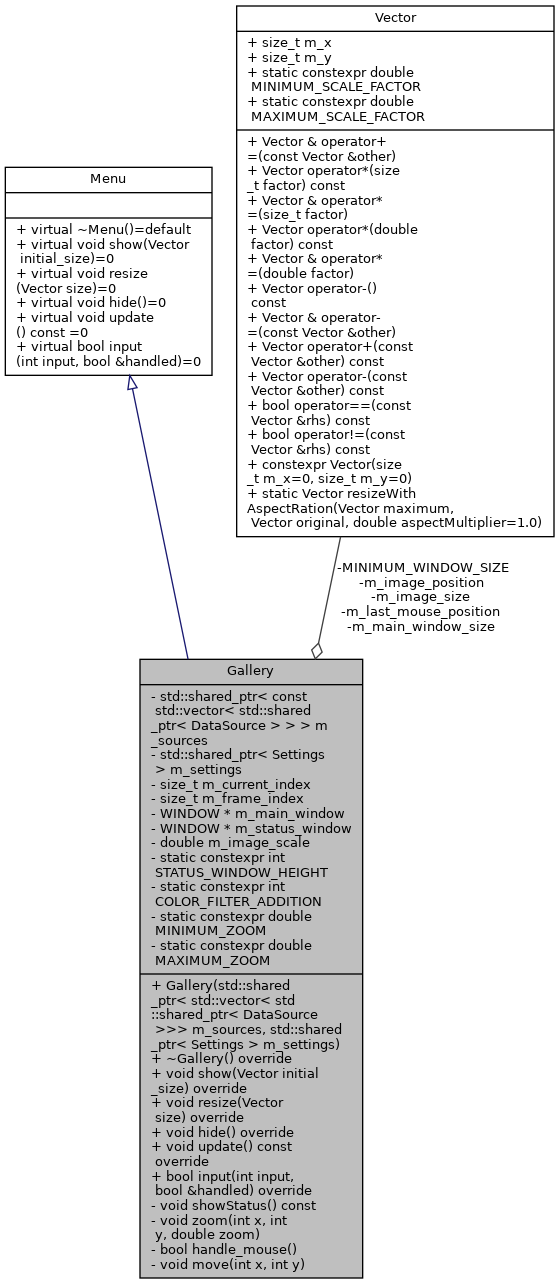 Vector
+ size_t m_x
+ size_t m_y
+ static constexpr double
MINIMUM_SCALE_FACTOR
+ static constexpr double
MAXIMUM_SCALE_FACTOR
+ Vector & operator+
=(const Vector &other)
+ Vector operator*(size
_t factor) const
+ Vector & operator*
=(size_t factor)
+ Vector operator*(double
factor) const
+ Vector & operator*
=(double factor)
+ Vector operator-()
const
+ Vector & operator-
=(const Vector &other)
+ Vector operator+(const
Vector &other) const
+ Vector operator-(const
Vector &other) const
+ bool operator==(const
Vector &rhs) const
+ bool operator!=(const
Vector &rhs) const
+ constexpr Vector(size
_t m_x=0, size_t m_y=0)
+ static Vector resizeWith
AspectRation(Vector maximum,
Vector original, double aspectMultiplier=1.0)
Menu
+ virtual ~Menu()=default
+ virtual void show(Vector
initial_size)=0
+ virtual void resize
(Vector size)=0
+ virtual void hide()=0
+ virtual void update
() const =0
+ virtual bool input
(int input, bool &handled)=0
-MINIMUM_WINDOW_SIZE
-m_image_position
-m_image_size
-m_last_mouse_position
-m_main_window_size
Gallery
- std::shared_ptr< const
std::vector< std::shared
_ptr< DataSource > > > m
_sources
- std::shared_ptr< Settings
> m_settings
- size_t m_current_index
- size_t m_frame_index
- WINDOW * m_main_window
- WINDOW * m_status_window
- double m_image_scale
- static constexpr int
STATUS_WINDOW_HEIGHT
- static constexpr int
COLOR_FILTER_ADDITION
- static constexpr double
MINIMUM_ZOOM
- static constexpr double
MAXIMUM_ZOOM
+ Gallery(std::shared
_ptr< std::vector< std
::shared_ptr< DataSource
>>> m_sources, std::shared
_ptr< Settings > m_settings)
+ ~Gallery() override
+ void show(Vector initial
_size) override
+ void resize(Vector
size) override
+ void hide() override
+ void update() const
override
+ bool input(int input,
bool &handled) override
- void showStatus() const
- void zoom(int x, int
y, double zoom)
- bool handle_mouse()
- void move(int x, int y)